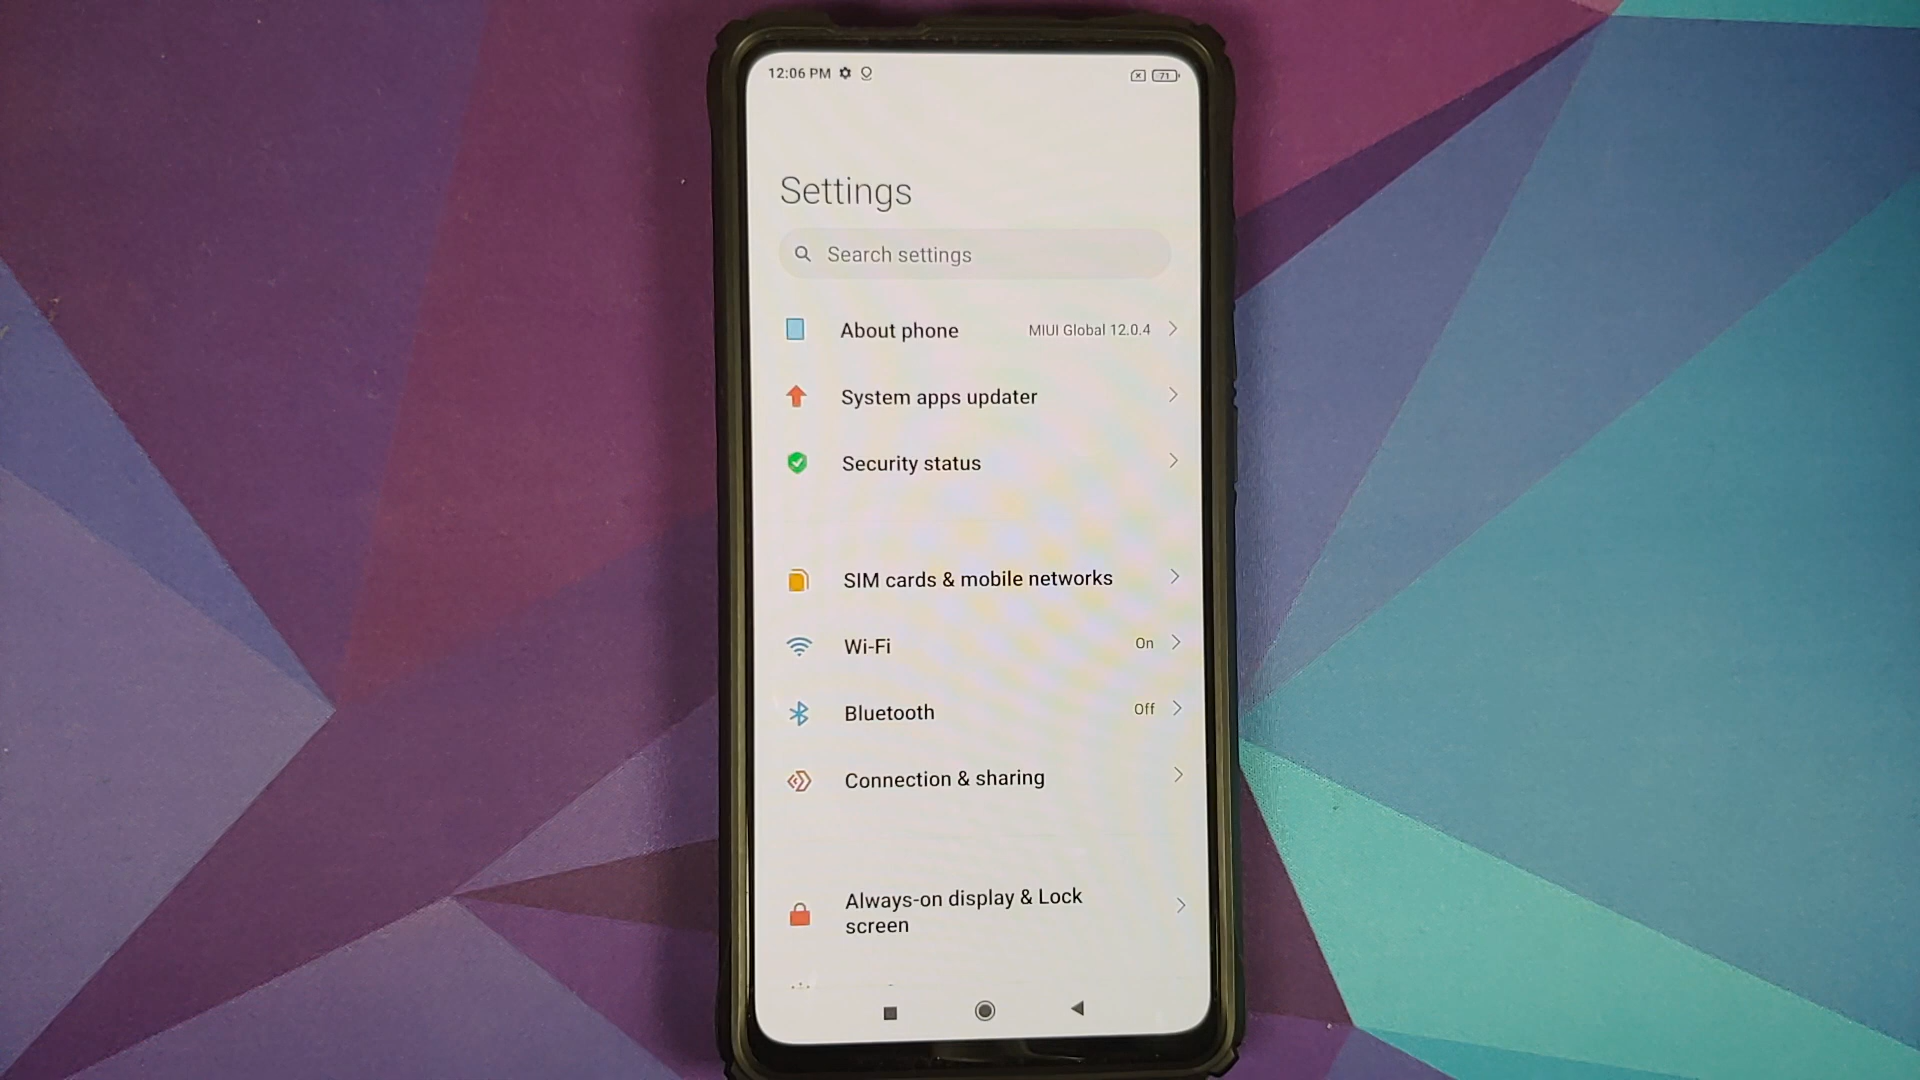 12:06 PM
71
Settings
Search settings
About phone MIUI Global 12.0.4
System apps updater
Security status
SIM cards & mobile networks
Wi-Fi On
Bluetooth Off
Connection & sharing
Always-on display & Lock
screen